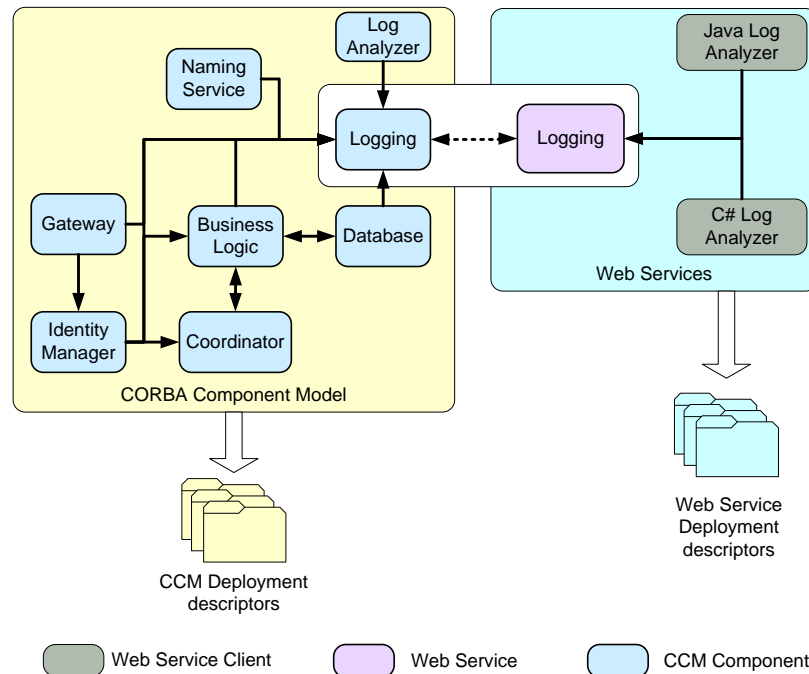 Log
Analyzer
Java Log
Analyzer
Naming
Service
Logging
Logging
Gateway
Business
Logic
Database
C# Log
Analyzer
Web Services
Identity
Manager
Coordinator
CORBA Component Model
Web Service
Deployment
descriptors
CCM Deployment
descriptors
Web Service Client
Web Service
CCM Component